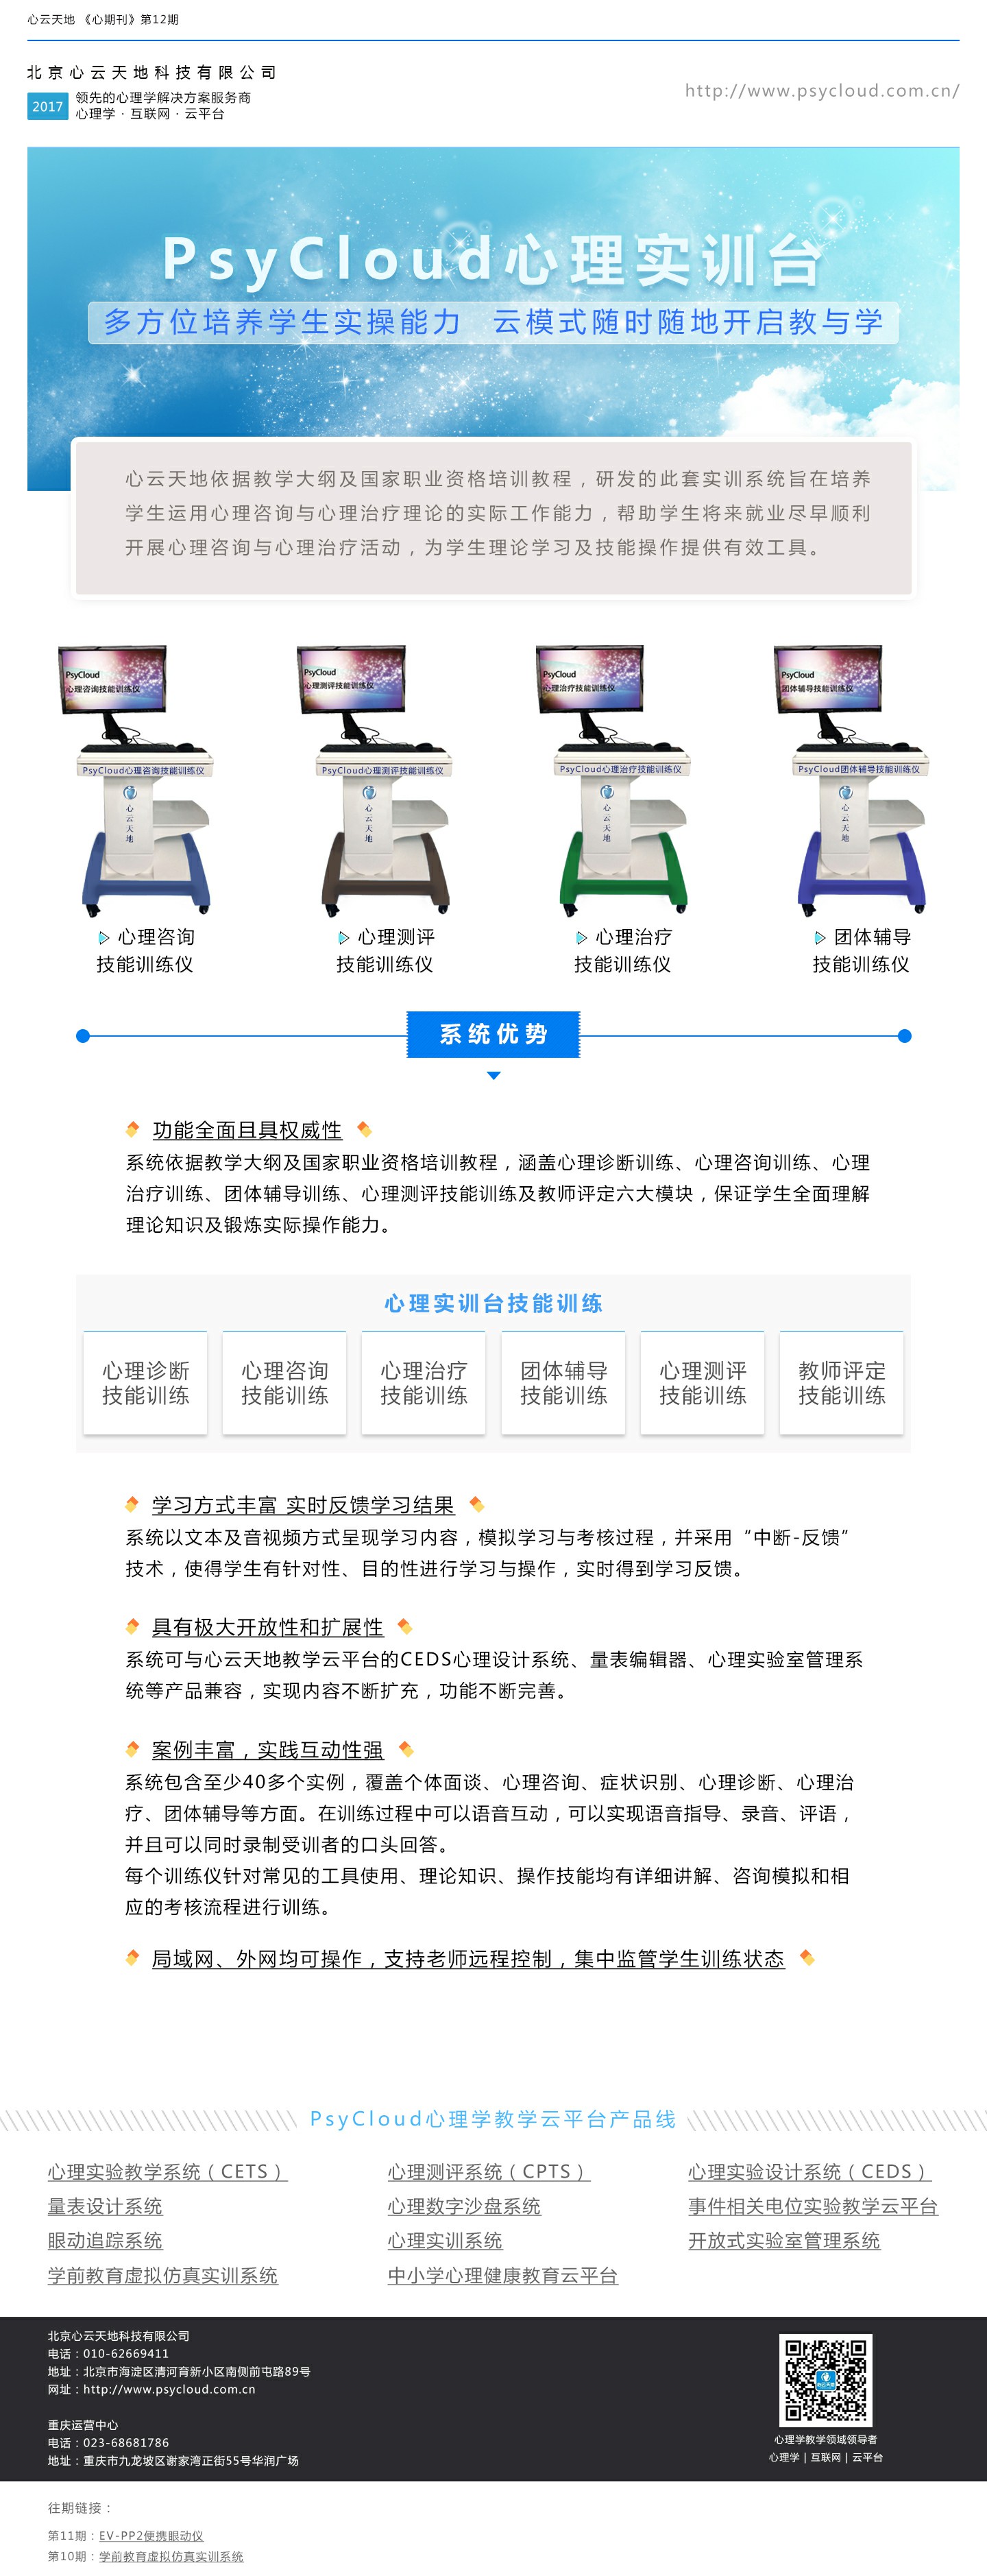 心云天地 《心期刊》第12期
北京心云天地科技有限公司
2017
领先的心理学解决方案服务商
心理学 · 互联网 · 云平台
http://www.psycloud.com.cn/
PsyCloud心理实训台
多方位培养学生实操能力 云模式随时随地开启教与学
心云天地依据教学大纲及国家职业资格培训教程，研发的此套实训系统旨在培养
学生运用心理咨询与心理治疗理论的实际工作能力，帮助学生将来就业尽早顺利
开展心理咨询与心理治疗活动，为学生理论学习及技能操作提供有效工具。
PsyCloud
心理咨询技能训练仪
PsyCloud心理咨询技能训练仪
心云天地
PsyCloud
心理测评技能训练仪
PsyCloud心理测评技能训练仪
心云天地
PsyCloud
心理治疗技能训练仪
PsyCloud心理治疗技能训练仪
心云天地
PsyCloud
团体辅导技能训练仪
PsyCloud团体辅导技能训练仪
心云天地
心理咨询
技能训练仪
心理测评
技能训练仪
心理治疗
技能训练仪
团体辅导
技能训练仪
系统优势
功能全面且具权威性
系统依据教学大纲及国家职业资格培训教程，涵盖心理诊断训练、心理咨询训练、心理
治疗训练、团体辅导训练、心理测评技能训练及教师评定六大模块，保证学生全面理解
理论知识及锻炼实际操作能力。
心理实训台技能训练
心理诊断
技能训练
心理咨询
技能训练
心理治疗
技能训练
团体辅导
技能训练
心理测评
技能训练
教师评定
技能训练
学习方式丰富 实时反馈学习结果
系统以文本及音视频方式呈现学习内容，模拟学习与考核过程，并采用“中断-反馈”
技术，使得学生有针对性、目的性进行学习与操作，实时得到学习反馈。
具有极大开放性和扩展性
系统可与心云天地教学云平台的CEDS心理设计系统、量表编辑器、心理实验室管理系
统等产品兼容，实现内容不断扩充，功能不断完善。
案例丰富，实践互动性强
系统包含至少40多个实例，覆盖个体面谈、心理咨询、症状识别、心理诊断、心理治
疗、团体辅导等方面。在训练过程中可以语音互动，可以实现语音指导、录音、评语，
并且可以同时录制受训者的口头回答。
每个训练仪针对常见的工具使用、理论知识、操作技能均有详细讲解、咨询模拟和相
应的考核流程进行训练。
局域网、外网均可操作，支持老师远程控制，集中监管学生训练状态
PsyCloud心理学教学云平台产品线
心理实验教学系统（CETS）
心理测评系统（CPTS）
心理实验设计系统（CEDS）
量表设计系统
心理数字沙盘系统
事件相关电位实验教学云平台
眼动追踪系统
心理实训系统
开放式实验室管理系统
学前教育虚拟仿真实训系统
中小学心理健康教育云平台
北京心云天地科技有限公司
电话：010-62669411
地址：北京市海淀区清河育新小区南侧前屯路89号
网址：http://www.psycloud.com.cn
重庆运营中心
电话：023-68681786
地址：重庆市九龙坡区谢家湾正街55号华润广场
心云天地
心理学教学领域领导者
心理学 | 互联网 | 云平台
往期链接：
第11期：EV-PP2便携眼动仪
第10期：学前教育虚拟仿真实训系统